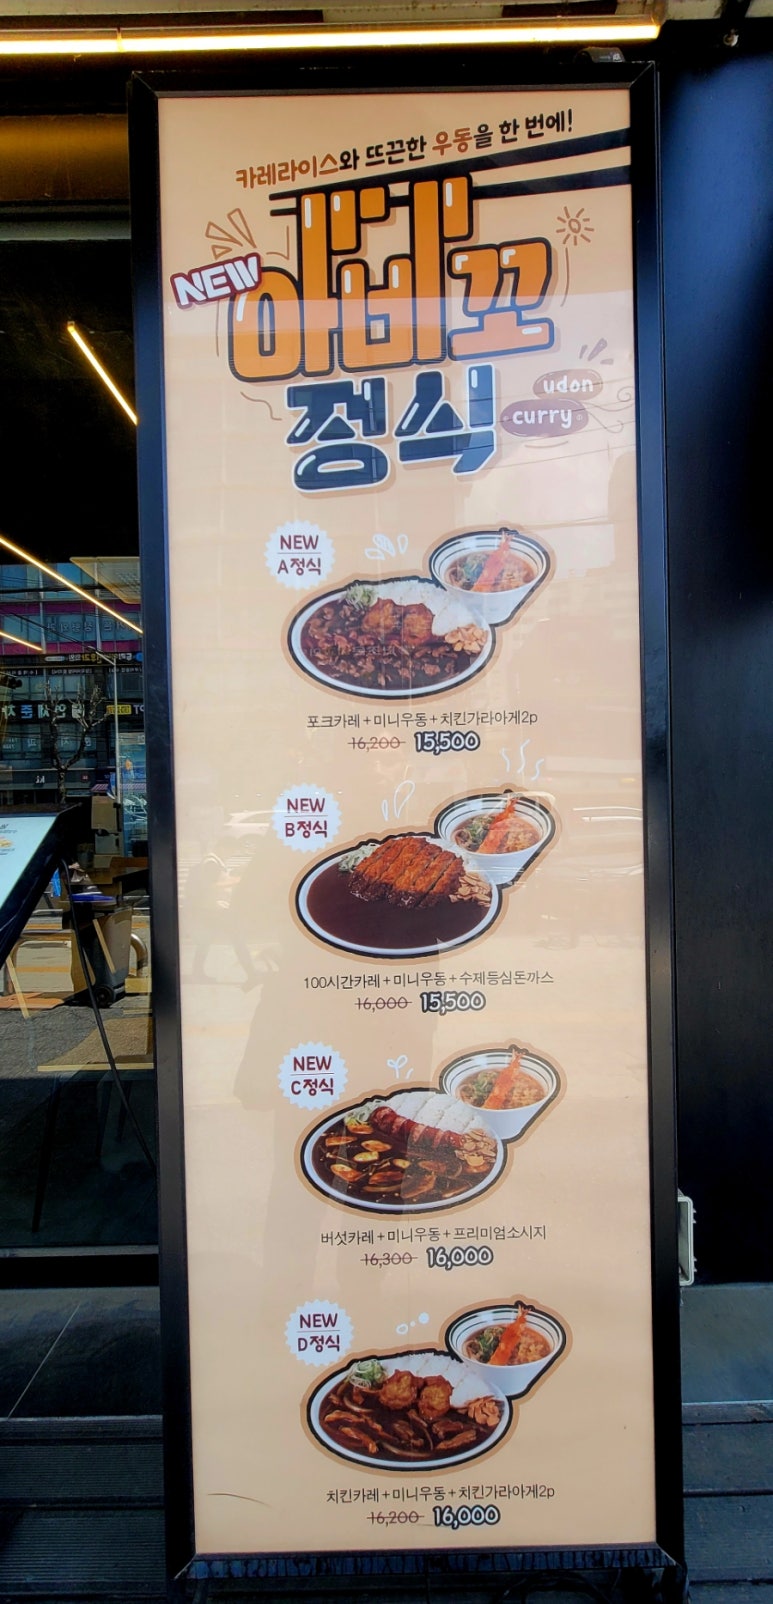 카레라이스와 뜨끈한 우동을 한 번에!
NEW
아비꼬
정식
udon
curry
NEW
A정식
포크카레+미니우동+치킨가라아게2p
16,200 15,500
NEW
B정식
100시간카레+미니우동+수제등심돈까스
16,000 15,500
NEW
C정식
버섯카레+미니우동+프리미엄소시지
16,300 16,000
NEW
D정식
치킨카레+미니우동+치킨가라아게2p
16,200 16,000